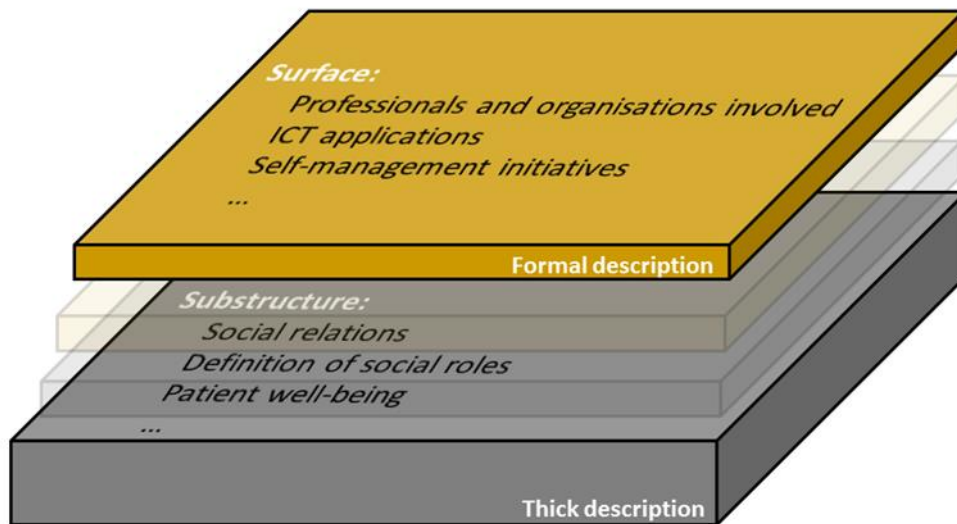 Surface:
Professionals and organisations involved
ICT applications
Self-management initiatives
...
Formal description
Substructure:
Social relations
Definition of social roles
Patient well-being
...
Thick description